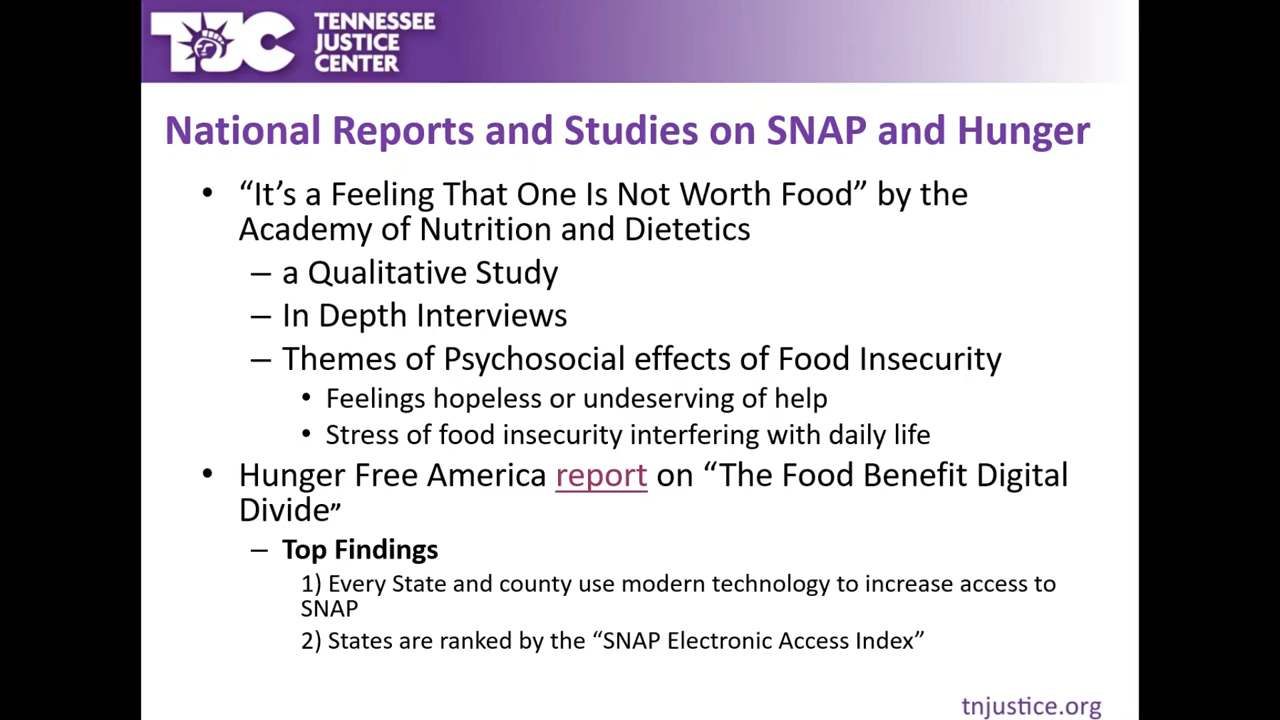 TJC
TENNESSEE
JUSTICE
CENTER
National Reports and Studies on SNAP and Hunger
• “It’s a Feeling That One Is Not Worth Food” by the
Academy of Nutrition and Dietetics
– a Qualitative Study
– In Depth Interviews
– Themes of Psychosocial effects of Food Insecurity
• Feelings hopeless or undeserving of help
• Stress of food insecurity interfering with daily life
• Hunger Free America report on “The Food Benefit Digital
Divide”
– Top Findings
1) Every State and county use modern technology to increase access to
SNAP
2) States are ranked by the “SNAP Electronic Access Index”
tnjustice.org